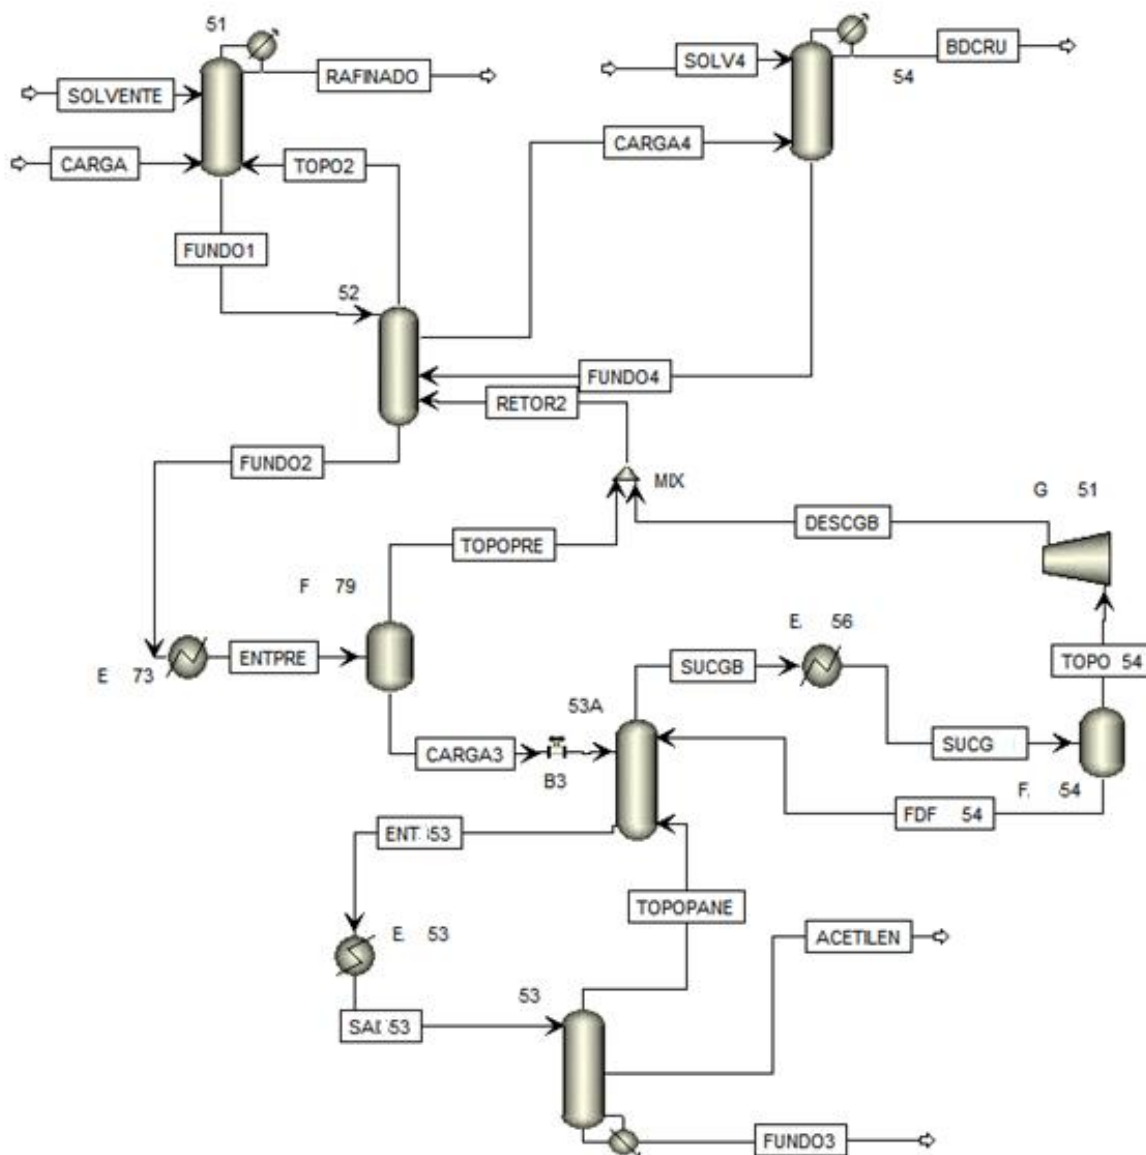 51
RAFINADO
SOLV4
BDCRU
54
SOLVENTE
CARGA
TOPO2
CARGA4
FUNDO1
52
FUNDO4
RETOR2
FUNDO2
MIX
G 51
DESCGB
TOPOPRE
F 79
E 73
ENTPRE
E. 56
SUCGB
TOPO 54
53A
CARGA3
B3
SUCG
F. 54
FDF 54
ENT 53
TOPOPANE
E. 53
ACETILEN
53
SAI 53
FUNDO3